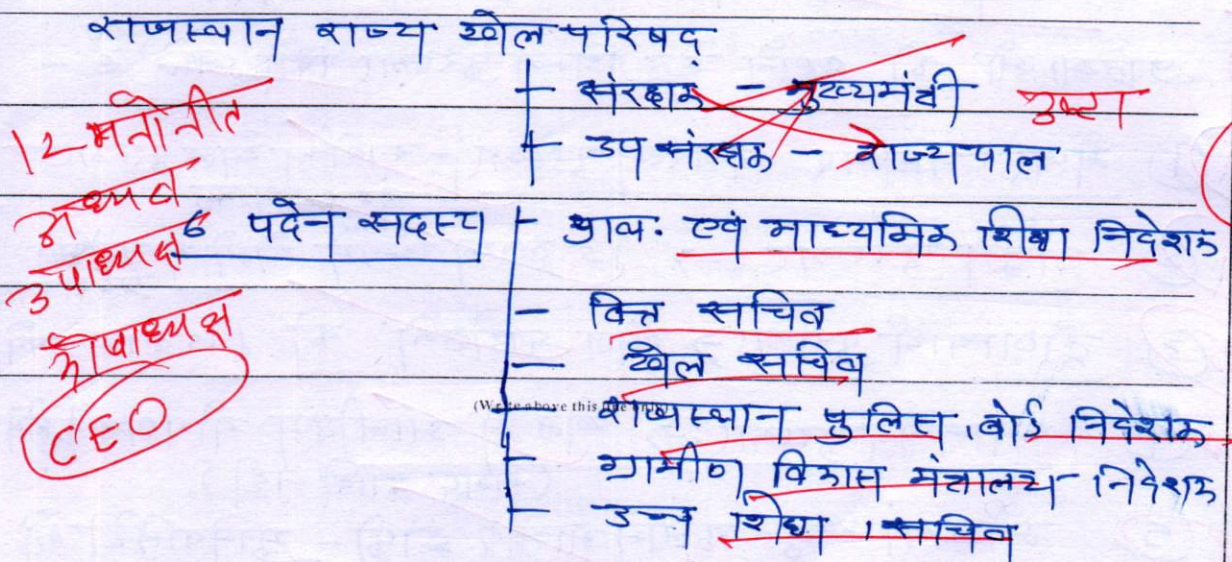 राजस्थान राज्य खेल परिषद्
- संरक्षक - मुख्यमंत्री
- उप संरक्षक - राज्यपाल
12 मनोनीत
अध्यक्ष
उपाध्यक्ष
CEO
6 पदेन सदस्य - प्राथ. एवं माध्यमिक शिक्षा निदेशक
- वित्त सचिव
- खेल सचिव
(Write above this line only)
- राजस्थान पुलिस बोर्ड निदेशक
- ग्रामीण विकास मंत्रालय - निदेशक
- उच्च शिक्षा, सचिव